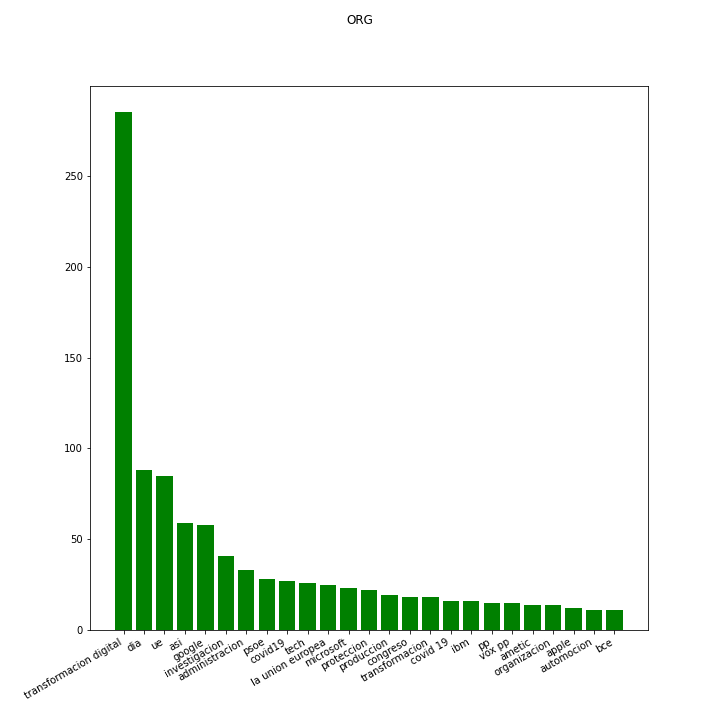 ORG
250
200
150
100
50
0
transformacion digital
dia
ue
asi
google
investigacion
administracion
psoe
covid19
tech
la union europea
microsoft
proteccion
produccion
congreso
transformacion
covid 19
ibm
pp
vox pp
ametic
organizacion
apple
automocion
bce